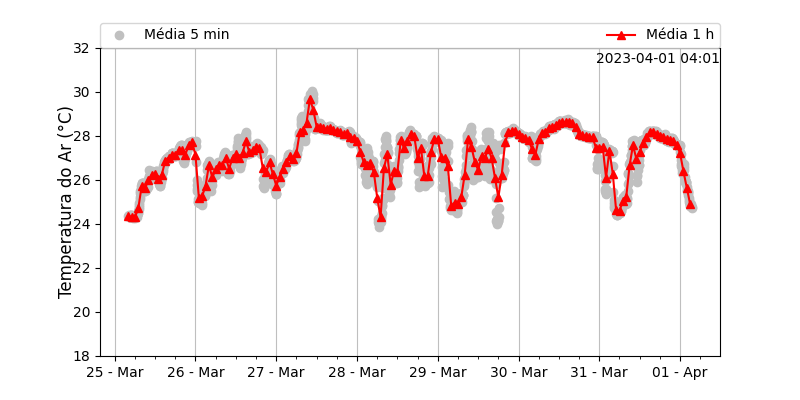 Média 5 min
Média 1 h
2023-04-01 04:01
Temperatura do Ar (°C)
32
30
28
26
24
22
20
18
25 - Mar
26 - Mar
27 - Mar
28 - Mar
29 - Mar
30 - Mar
31 - Mar
01 - Apr